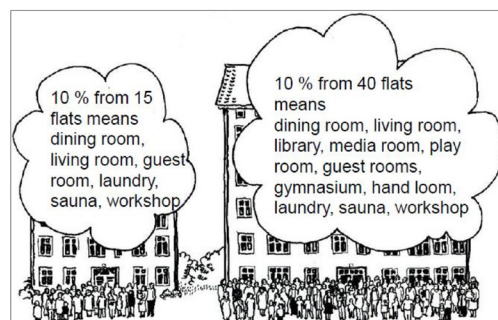 10 % from 15
flats means
dining room,
living room, guest
room, laundry,
sauna, workshop
10 % from 40 flats
means
dining room, living room,
library, media room, play
room, guest rooms,
gymnasium, hand loom,
laundry, sauna, workshop